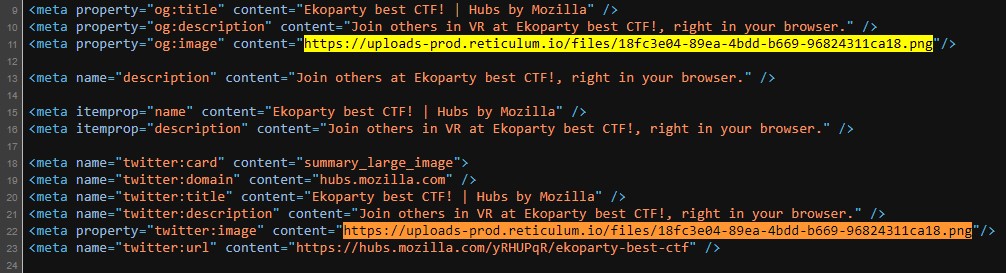 9 <meta property="og:title" content="Ekoparty best CTF! | Hubs by Mozilla" />
10 <meta property="og:description" content="Join others in VR at Ekoparty best CTF!, right in your browser." />
11 <meta property="og:image" content="https://uploads-prod.reticulum.io/files/18fc3e04-89ea-4bdd-b669-96824311ca18.png"/>
12
13 <meta name="description" content="Join others in VR at Ekoparty best CTF!, right in your browser." />
14
15 <meta itemprop="name" content="Ekoparty best CTF! | Hubs by Mozilla" />
16 <meta itemprop="description" content="Join others in VR at Ekoparty best CTF!, right in your browser." />
17
18 <meta name="twitter:card" content="summary_large_image">
19 <meta name="twitter:domain" content="hubs.mozilla.com" />
20 <meta name="twitter:title" content="Ekoparty best CTF! | Hubs by Mozilla" />
21 <meta name="twitter:description" content="Join others in VR at Ekoparty best CTF!, right in your browser." />
22 <meta property="twitter:image" content="https://uploads-prod.reticulum.io/files/18fc3e04-89ea-4bdd-b669-96824311ca18.png"/>
23 <meta name="twitter:url" content="https://hubs.mozilla.com/yRHUPqR/ekoparty-best-ctf" />
24